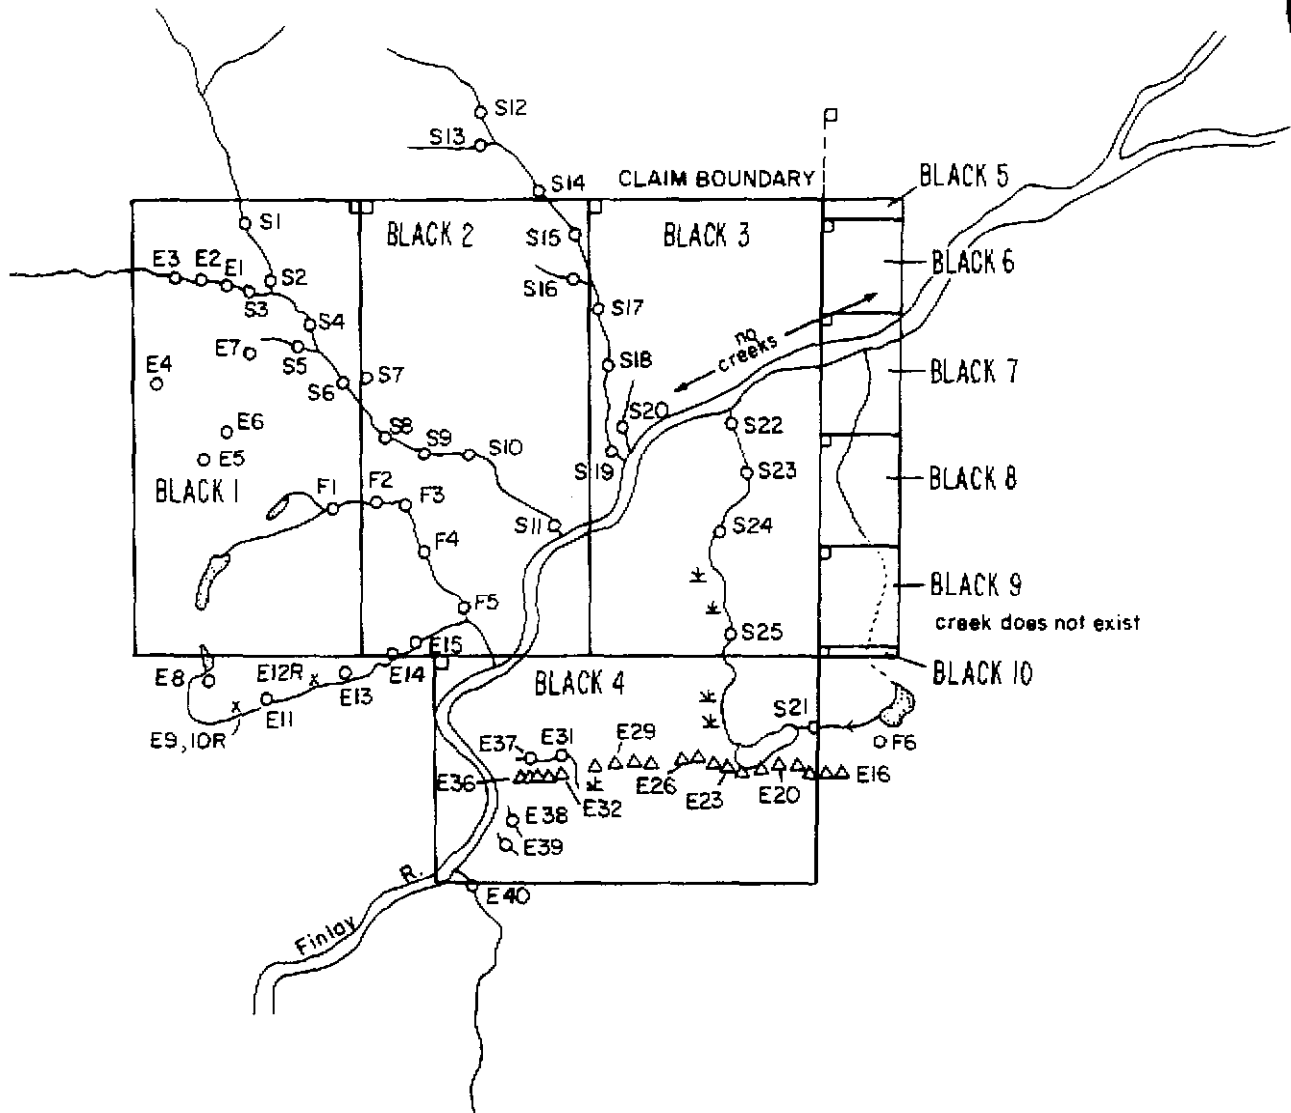 S12
S13
S14
CLAIM BOUNDARY
BLACK 5
S1
BLACK 2
S15
BLACK 3
E3
E2
E1
S2
S16
BLACK 6
S3
S17
S4
no
creeks
E7
S5
S18
E4
S6
S7
BLACK 7
S20
E6
S8
S9
S10
S22
E5
S19
S23
BLACK 1
F1
F2
F3
BLACK 8
S11
S24
F4
BLACK 9
F5
creek does not exist
S25
E15
E8
E12R
E14
BLACK 10
E13
BLACK 4
E11
S21
E9, 10R
F6
E37
E31
E29
E36
E26
E16
E32
E23
E20
E38
E39
E40
Finlay R.